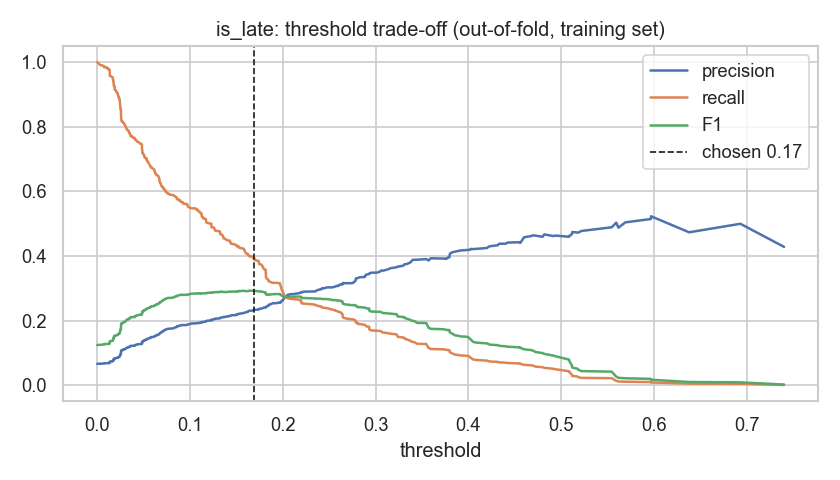 is_late: threshold trade-off (out-of-fold, training set)
1.0
0.8
0.6
0.4
0.2
0.0
precision
recall
F1
chosen 0.17
0.0 0.1 0.2 0.3 0.4 0.5 0.6 0.7
threshold